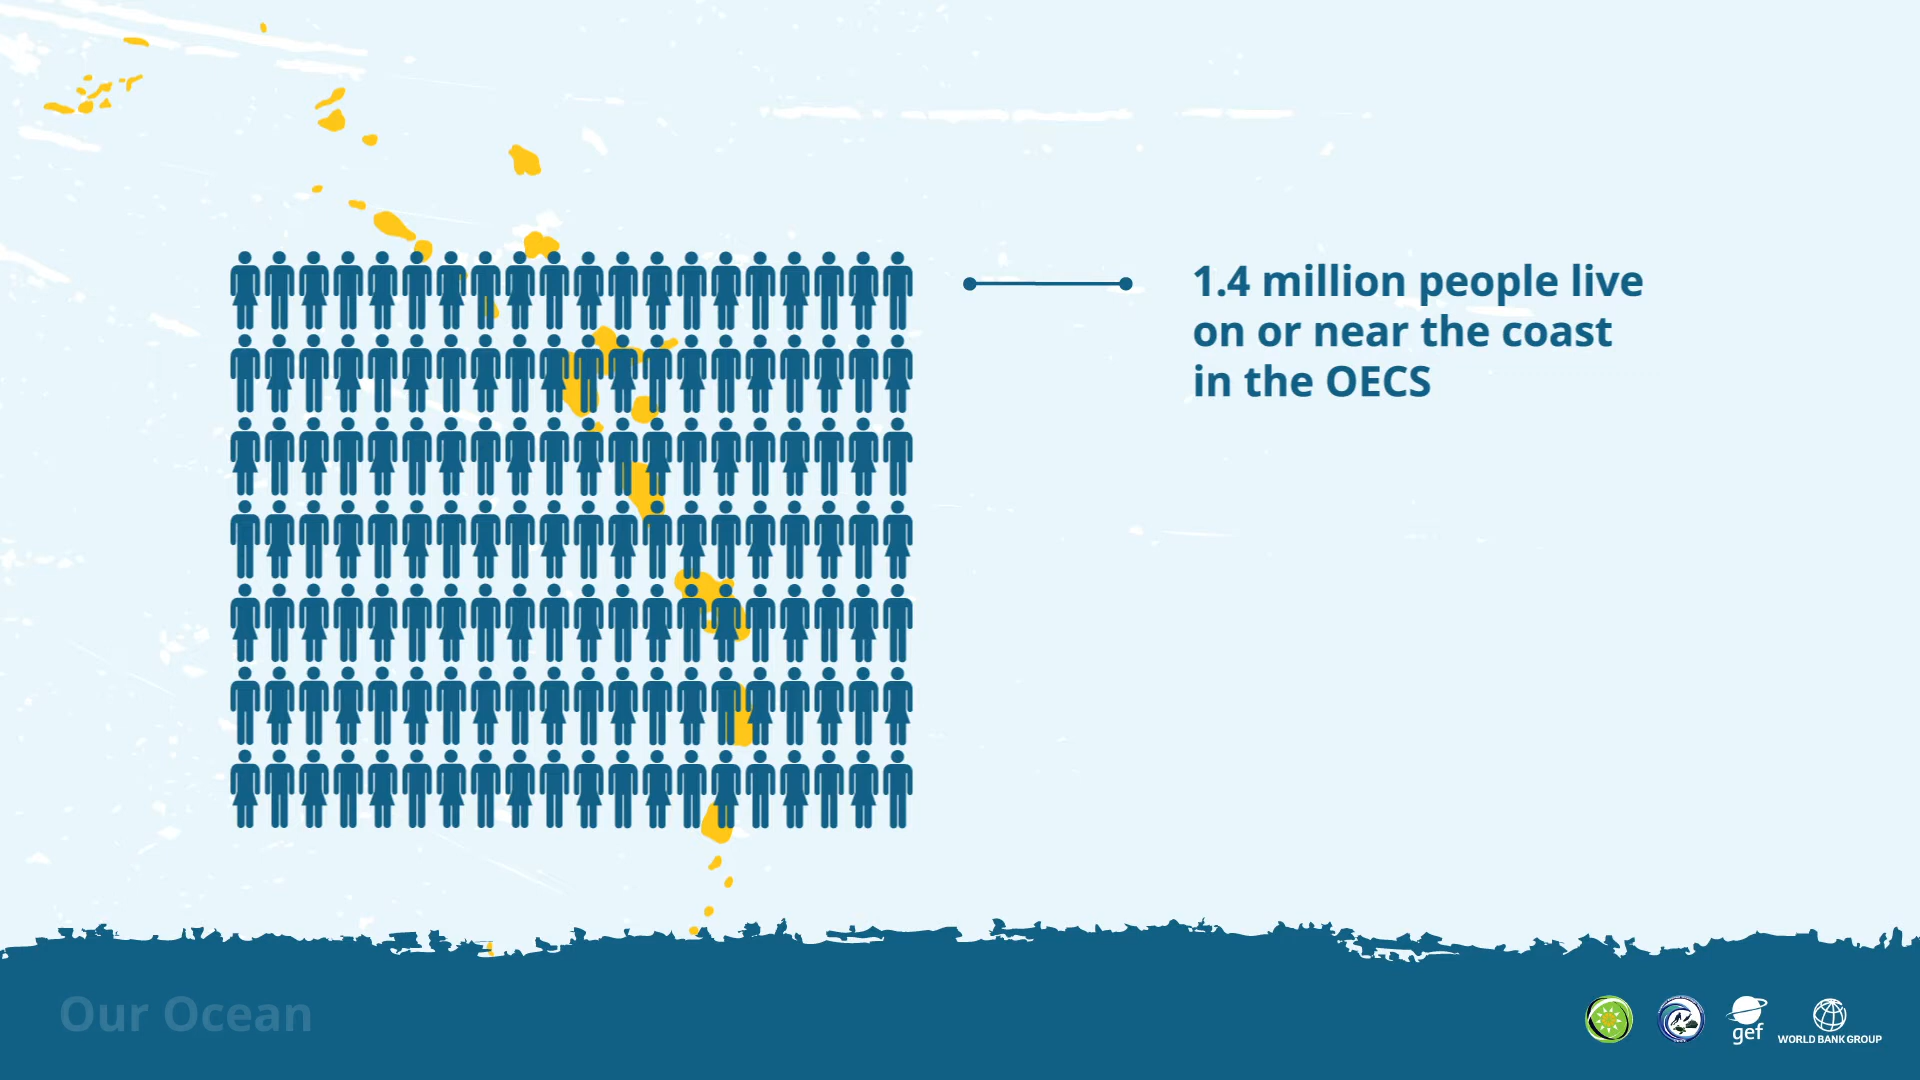 1.4 million people live
on or near the coast
in the OECS
Our Ocean
gef
WORLD BANK GROUP